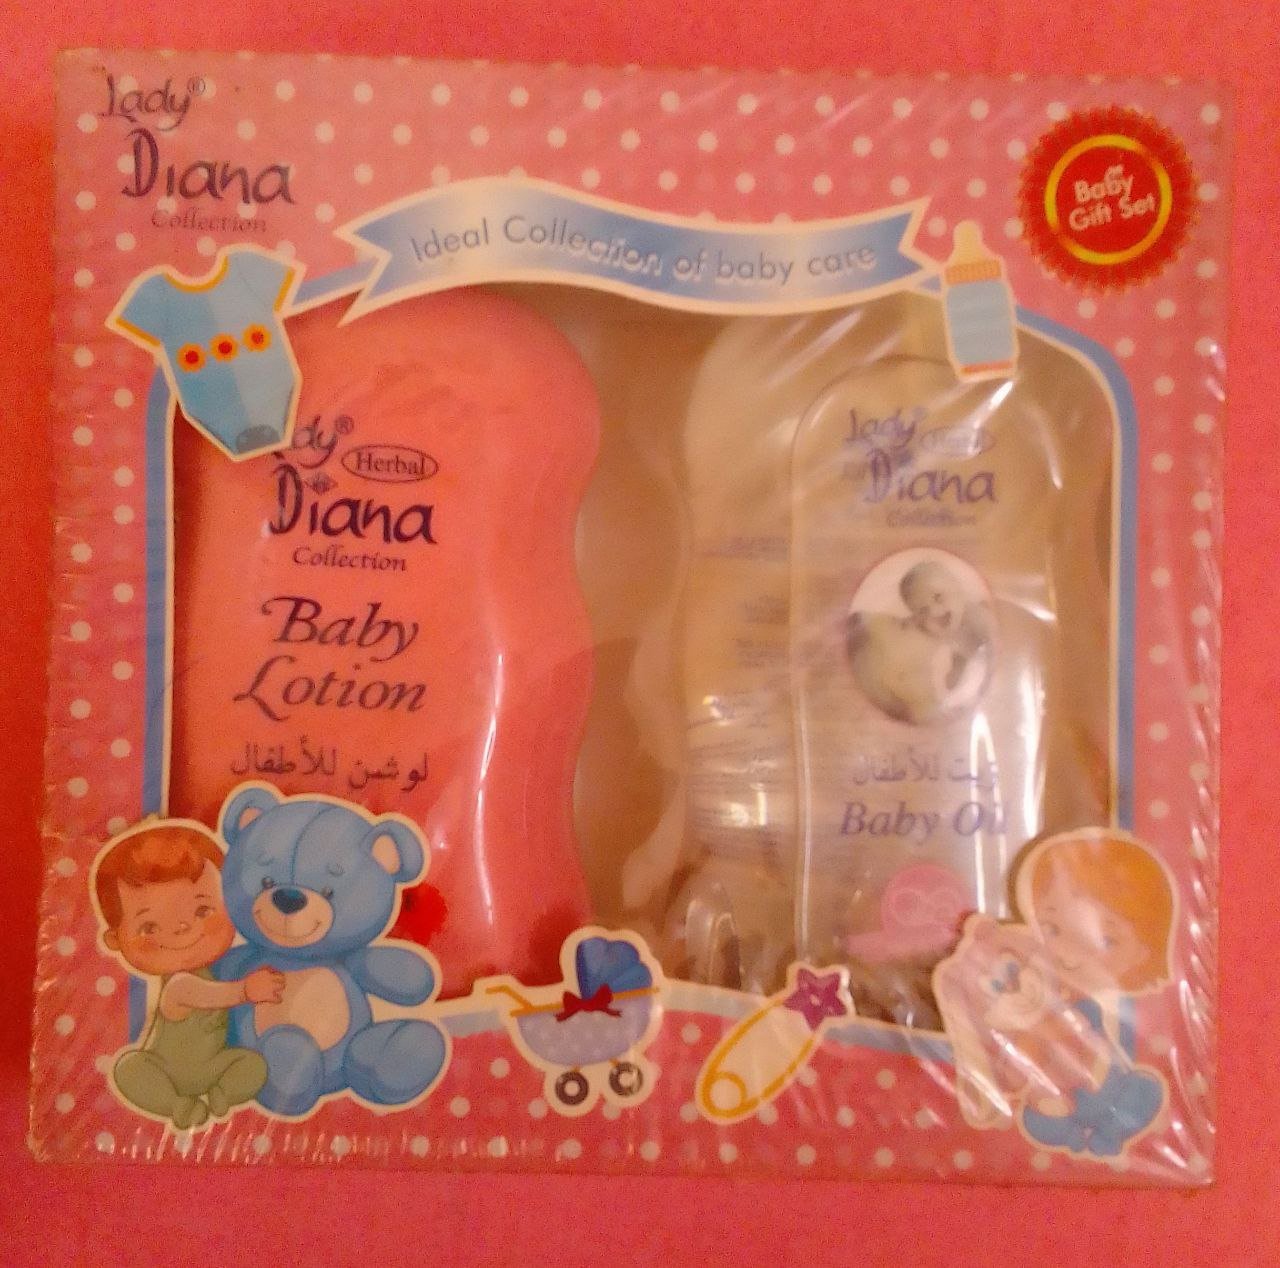 Lady®
Diana
Collection
Baby
Gift Set
Ideal Collection of baby care
Lady®
Herbal
Diana
Collection
Baby
Lotion
لوشن للأطفال
Lady®
Herbal
Diana
Collection
زيت للأطفال
Baby Oil